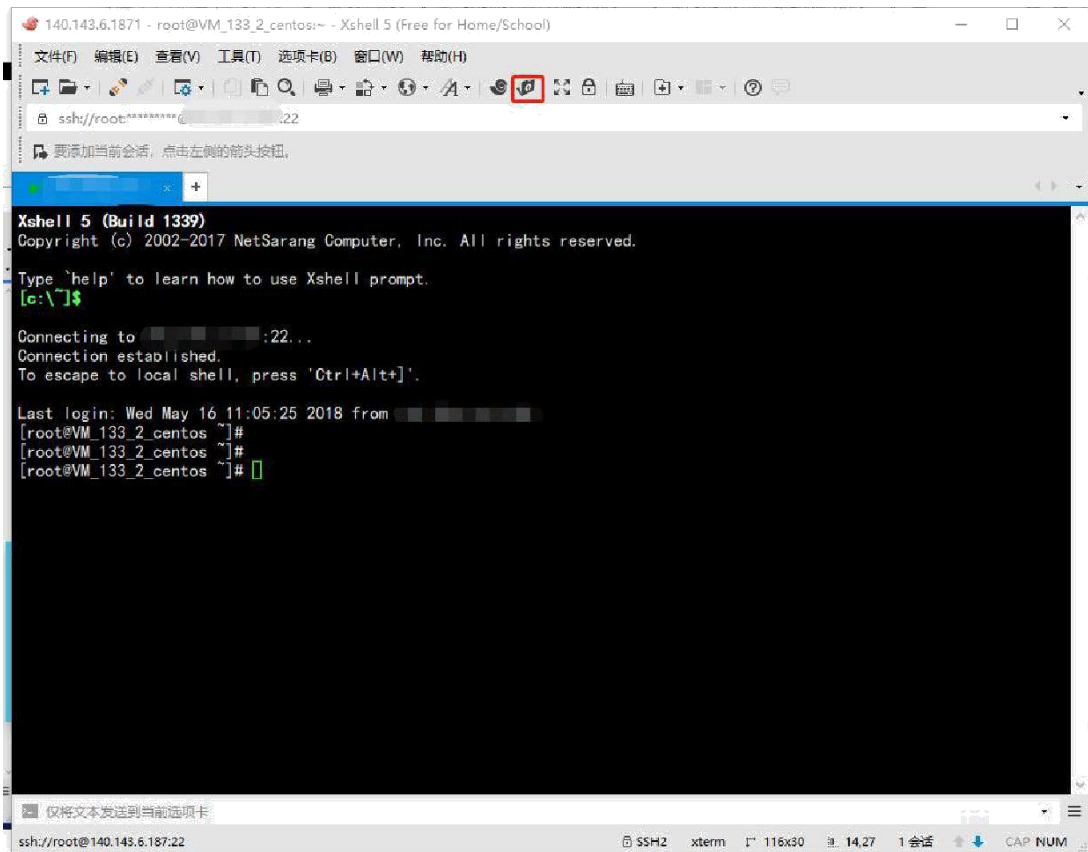 140.143.6.1871 - root@VM_133_2_centos:~ - Xshell 5 (Free for Home/School)
文件(F) 编辑(E) 查看(V) 工具(T) 选项卡(B) 窗口(W) 帮助(H)
ssh://root:*********@ :22
要添加当前会话，点击左侧的箭头按钮。
Xshell 5 (Build 1339)
Copyright (c) 2002-2017 NetSarang Computer, Inc. All rights reserved.
Type `help' to learn how to use Xshell prompt.
[c:\~]$
Connecting to :22...
Connection established.
To escape to local shell, press 'Ctrl+Alt+]'.
Last login: Wed May 16 11:05:25 2018 from
[root@VM_133_2_centos ~]#
[root@VM_133_2_centos ~]#
[root@VM_133_2_centos ~]#
仅将文本发送到当前选项卡
ssh://root@140.143.6.187:22 SSH2 xterm 116x30 14,27 1会话 CAP NUM